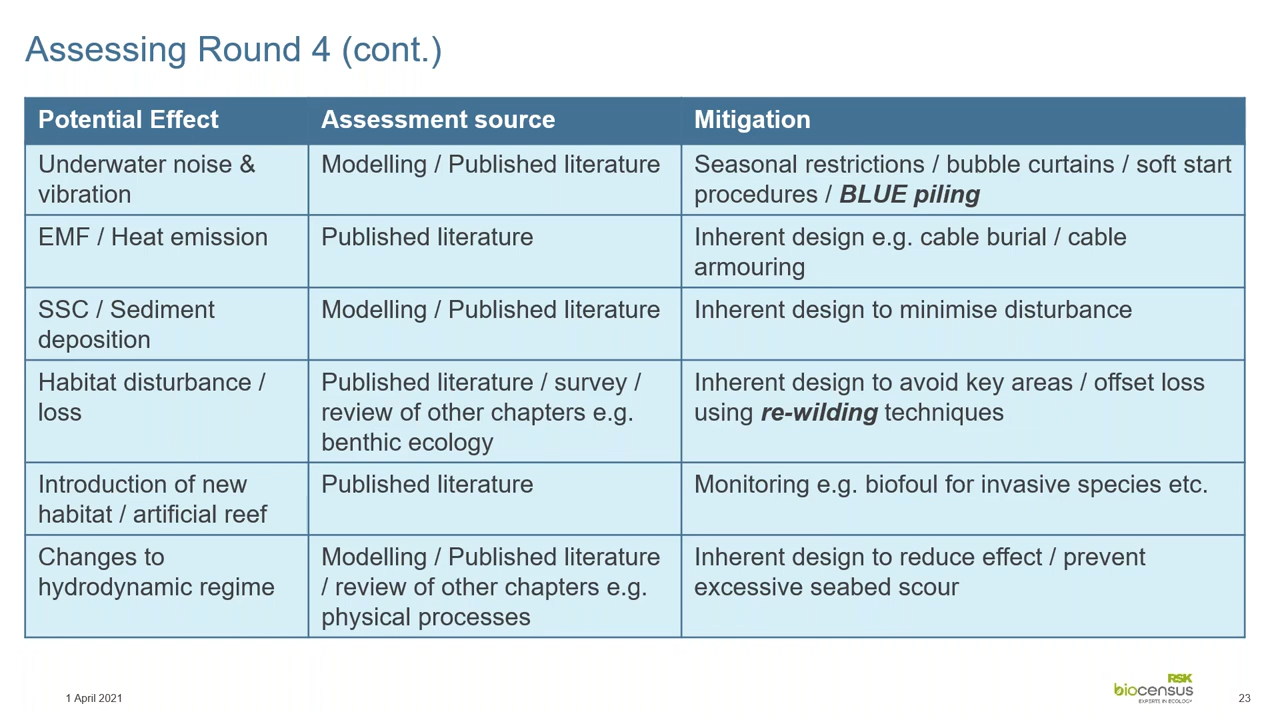 Assessing Round 4 (cont.)
Potential Effect
Assessment source
Mitigation
Underwater noise &
vibration
Modelling / Published literature
Seasonal restrictions / bubble curtains / soft start
procedures / BLUE piling
EMF / Heat emission
Published literature
Inherent design e.g. cable burial / cable
armouring
SSC / Sediment
deposition
Modelling / Published literature
Inherent design to minimise disturbance
Habitat disturbance /
loss
Published literature / survey /
review of other chapters e.g.
benthic ecology
Inherent design to avoid key areas / offset loss
using re-wilding techniques
Introduction of new
habitat / artificial reef
Published literature
Monitoring e.g. biofoul for invasive species etc.
Changes to
hydrodynamic regime
Modelling / Published literature
/ review of other chapters e.g.
physical processes
Inherent design to reduce effect / prevent
excessive seabed scour
1 April 2021
RSK
biocensus
EXPERTS IN ECOLOGY
23